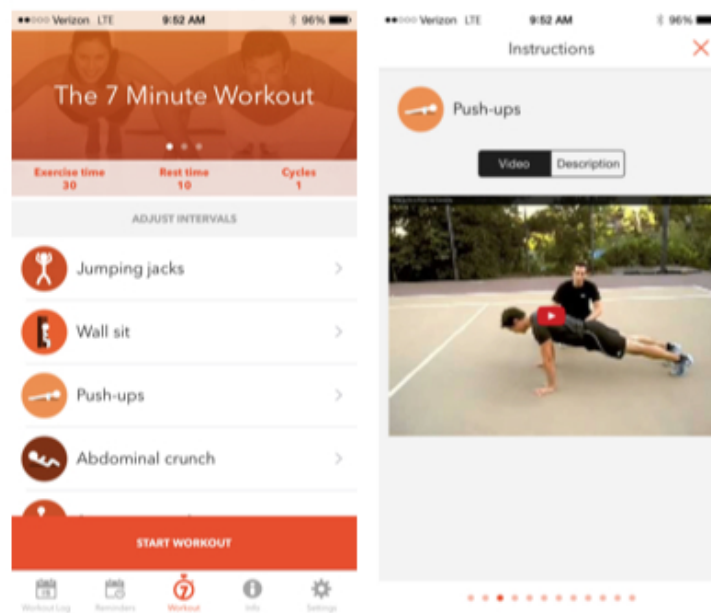 Verizon LTE 9:52 AM 96%
The 7 Minute Workout
Exercise time Rest time Cycles
30 10 1
ADJUST INTERVALS
Jumping jacks
Wall sit
Push-ups
Abdominal crunch
START WORKOUT
Workout Log Reminders Workout Info Settings
Verizon LTE 9:52 AM 96%
Instructions
Push-ups
Video Description